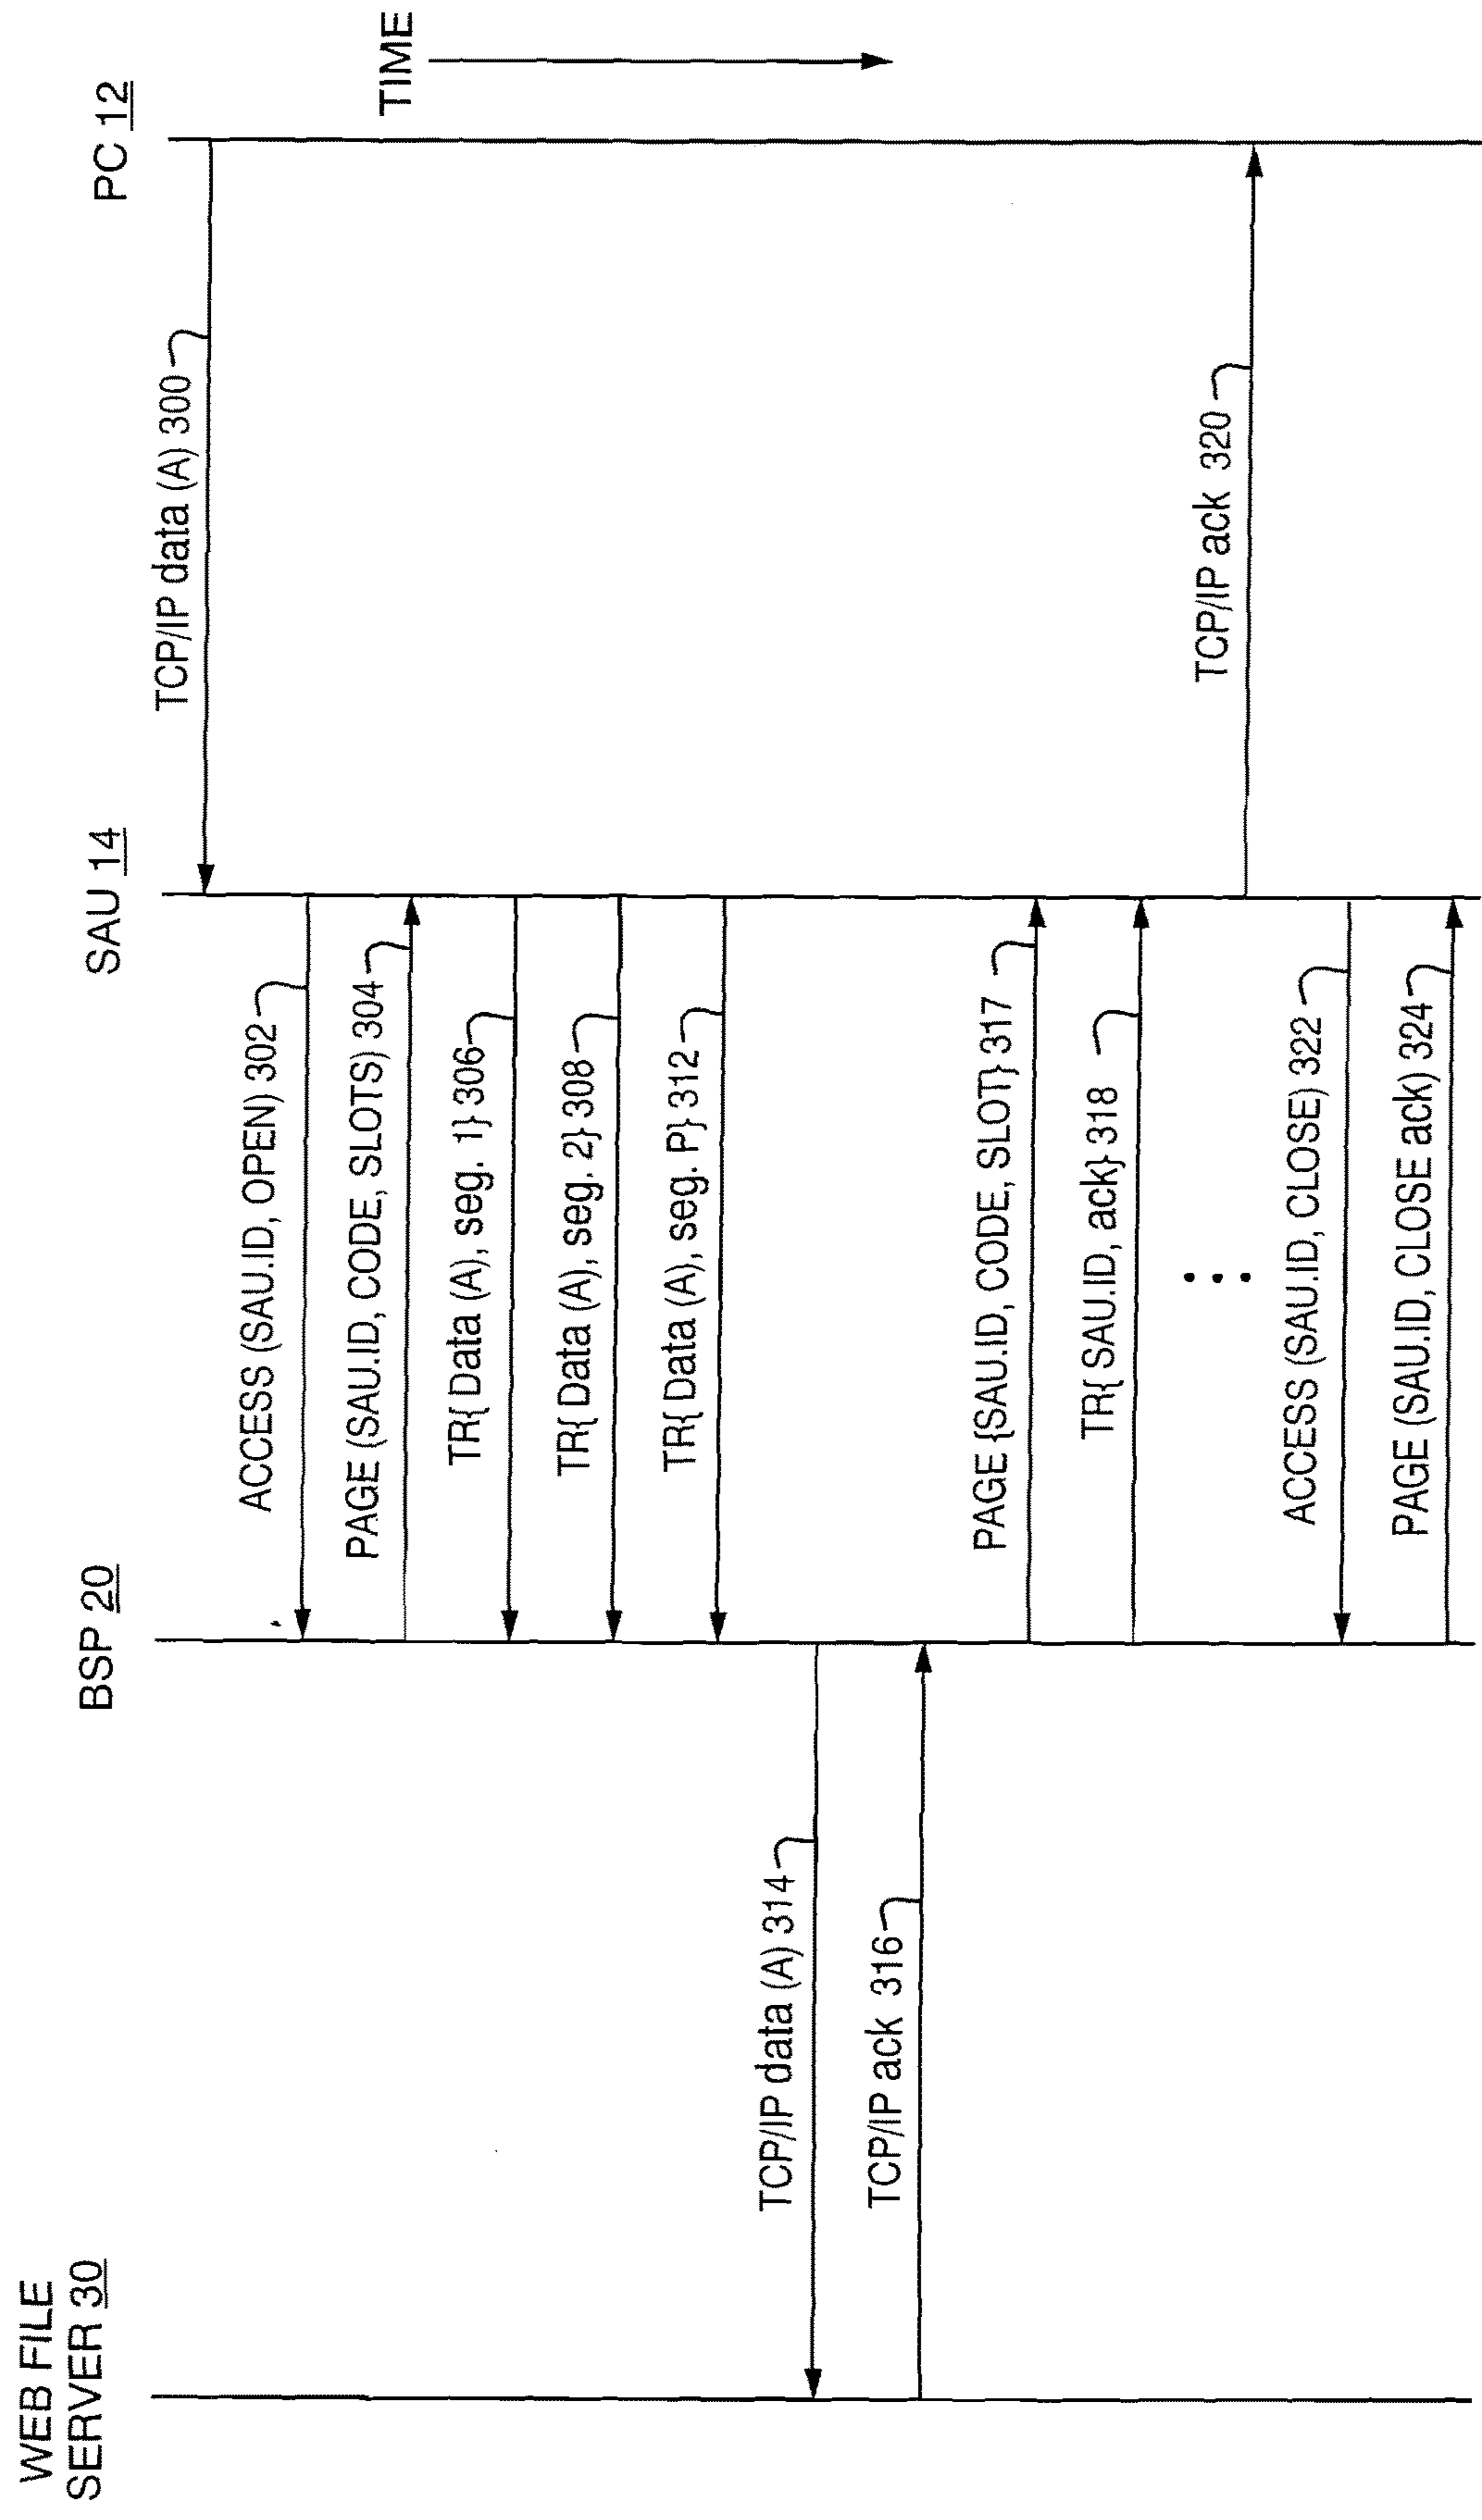 WEB FILE
SERVER 30
BSP 20
SAU 14
PC 12
TIME
TCP/IP data (A) 300
ACCESS (SAU.ID, OPEN) 302
PAGE (SAU.ID, CODE, SLOTS) 304
TR{ Data (A), seg. 1} 306
TR{ Data (A), seg. 2} 308
TR{ Data (A), seg. P} 312
TCP/IP data (A) 314
TCP/IP ack 316
PAGE {SAU.ID, CODE, SLOT} 317
TR{ SAU.ID, ack} 318
• • •
TCP/IP ack 320
ACCESS (SAU.ID, CLOSE) 322
PAGE (SAU.ID, CLOSE ack) 324